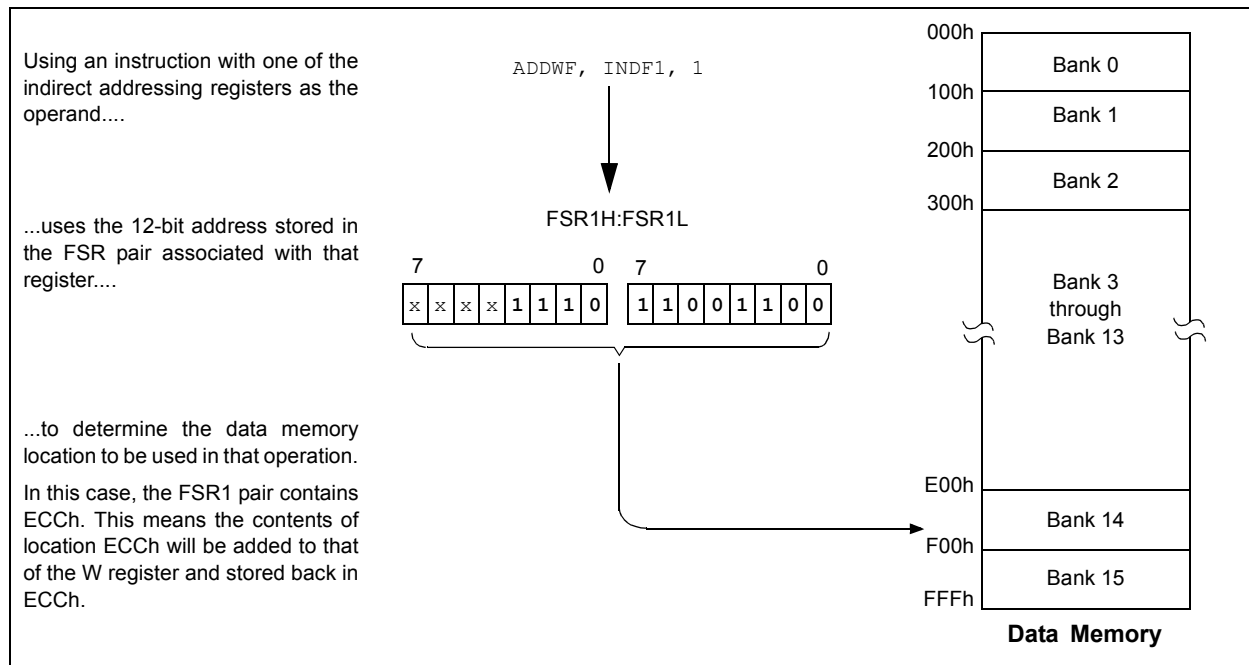 Using an instruction with one of the
indirect addressing registers as the
operand....
ADDWF, INDF1, 1
...uses the 12-bit address stored in
the FSR pair associated with that
register....
FSR1H:FSR1L
7 0 7 0
x x x x 1 1 1 0 1 1 0 0 1 1 0 0
...to determine the data memory
location to be used in that operation.
In this case, the FSR1 pair contains
ECCh. This means the contents of
location ECCh will be added to that
of the W register and stored back in
ECCh.
000h
Bank 0
100h
Bank 1
200h
Bank 2
300h
Bank 3
through
Bank 13
E00h
Bank 14
F00h
Bank 15
FFFh
Data Memory